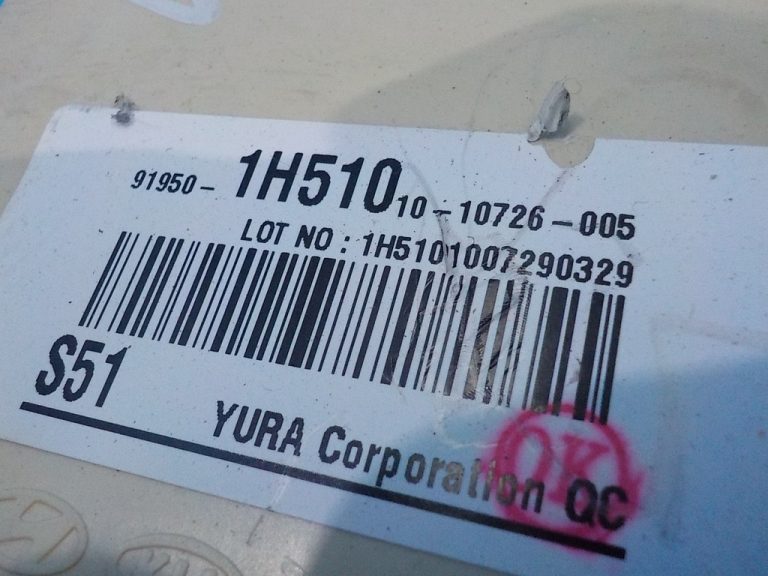 91950- 1H510 10-10726-005
LOT NO : 1H5101007290329
S51
YURA Corporation QC
OK